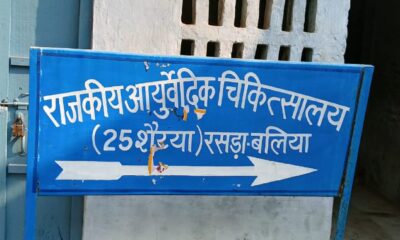 राजकीय आयुर्वेदिक चिकित्सालय
(25 शैय्या) रसड़ा-बलिया